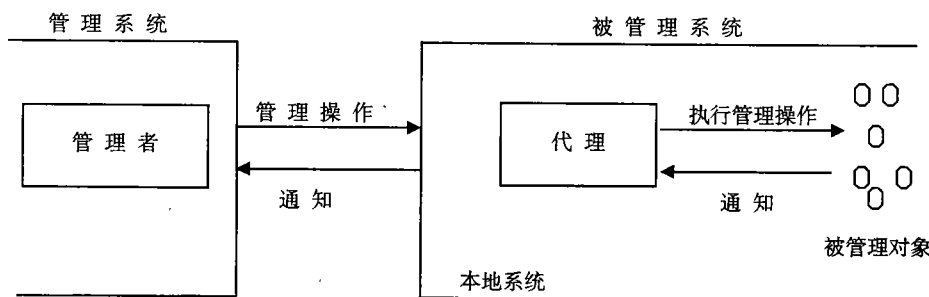 管理系统
被管理系统
管理者
管理操作
通知
代理
执行管理操作
通知
被管理对象
本地系统